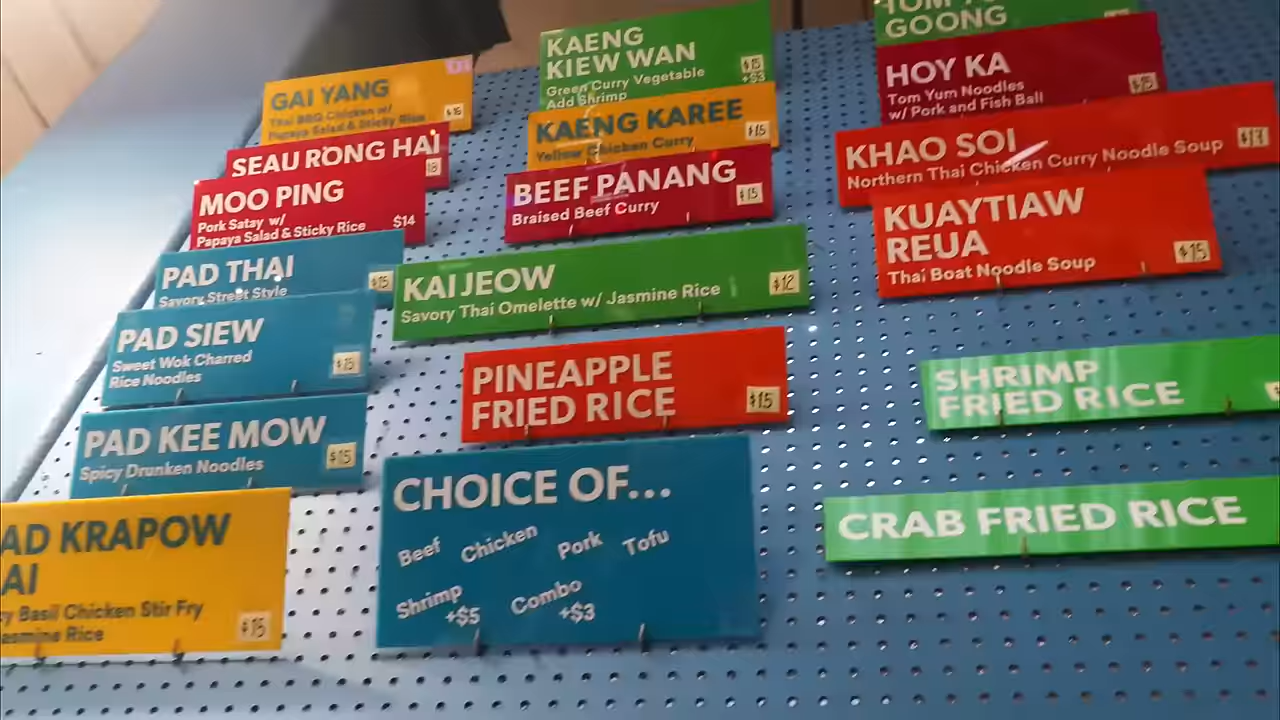 GAI YANG
Thai BBQ Chicken w/
Papaya Salad & Sticky Rice
$16
SEAU RONG HAI
18
MOO PING
Pork Satay w/
Papaya Salad & Sticky Rice $14
PAD THAI
Savory Street Style
$15
PAD SIEW
Sweet Wok Charred
Rice Noodles
$15
PAD KEE MOW
Spicy Drunken Noodles
$15
AD KRAPOW
AI
cy Basil Chicken Stir Fry
asmine Rice
$15
KAENG
KIEW WAN
Green Curry Vegetable
Add Shrimp
$15
+$3
KAENG KAREE
Yellow Chicken Curry
$15
BEEF PANANG
Braised Beef Curry
$15
KAI JEOW
Savory Thai Omelette w/ Jasmine Rice
$12
PINEAPPLE
FRIED RICE
$15
CHOICE OF...
Beef Chicken Pork Tofu
Shrimp
+$5
Combo
+$3
GOONG
HOY KA
Tom Yum Noodles
w/ Pork and Fish Ball
KHAO SOI
Northern Thai Chicken Curry Noodle Soup
KUAYTIAW
REUA
Thai Boat Noodle Soup
$15
SHRIMP
FRIED RICE
CRAB FRIED RICE